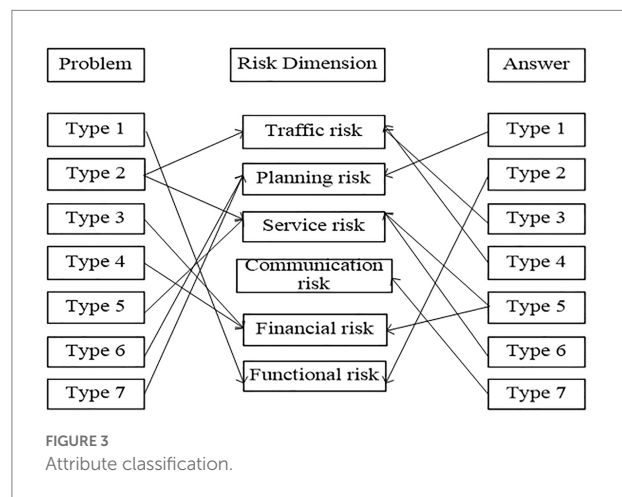 Problem Risk Dimension Answer
Type 1 Traffic risk Type 1
Type 2 Planning risk Type 2
Type 3 Service risk Type 3
Type 4 Communication risk Type 4
Type 5 Financial risk Type 5
Type 6 Functional risk Type 6
Type 7 Type 7
FIGURE 3
Attribute classification.